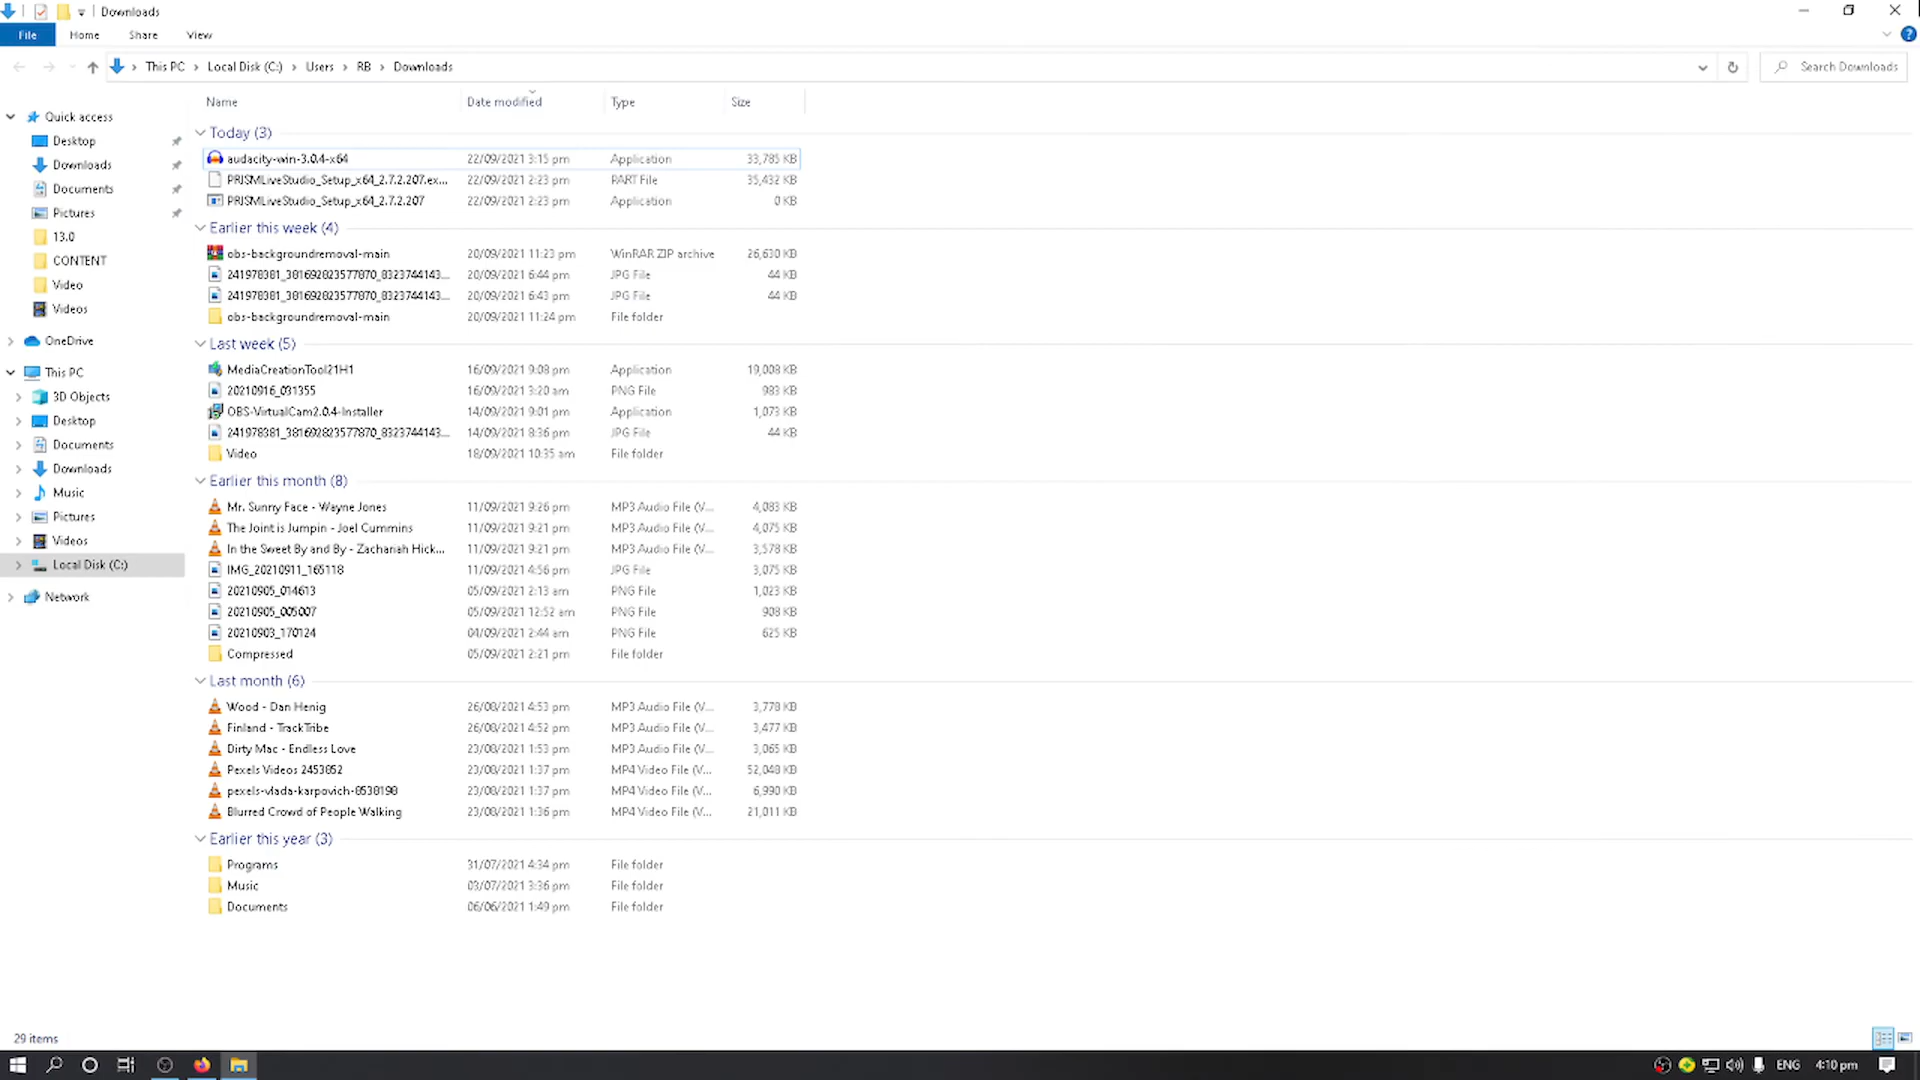 Downloads
File Home Share View
This PC Local Disk (C:) Users RB Downloads Search Downloads
Name Date modified Type Size
Quick access
Desktop
Downloads
Documents
Pictures
13.0
CONTENT
Video
Videos
OneDrive
This PC
3D Objects
Desktop
Documents
Downloads
Music
Pictures
Videos
Local Disk (C:)
Network
Today (3)
audacity-win-3.0.4-x64 22/09/2021 3:15 pm Application 33,785 KB
PRISMLiveStudio_Setup_x64_2.7.2.207.ex... 22/09/2021 2:23 pm PART File 35,432 KB
PRISMLiveStudio_Setup_x64_2.7.2.207 22/09/2021 2:23 pm Application 0 KB
Earlier this week (4)
obs-backgroundremoval-main 20/09/2021 11:23 pm WinRAR ZIP archive 26,630 KB
241978381_381692823577870_8323744143... 20/09/2021 6:44 pm JPG File 44 KB
241978381_381692823577870_8323744143... 20/09/2021 6:43 pm JPG File 44 KB
obs-backgroundremoval-main 20/09/2021 11:24 pm File folder
Last week (5)
MediaCreationTool21H1 16/09/2021 9:08 pm Application 19,008 KB
20210916_031355 16/09/2021 3:20 am PNG File 983 KB
OBS-VirtualCam2.0.4-Installer 14/09/2021 9:01 pm Application 1,073 KB
241978381_381692823577870_8323744143... 14/09/2021 8:36 pm JPG File 44 KB
Video 18/09/2021 10:35 am File folder
Earlier this month (8)
Mr. Sunny Face - Wayne Jones 11/09/2021 9:26 pm MP3 Audio File (V... 4,083 KB
The Joint is Jumpin - Joel Cummins 11/09/2021 9:21 pm MP3 Audio File (V... 4,075 KB
In the Sweet By and By - Zachariah Hick... 11/09/2021 9:21 pm MP3 Audio File (V... 3,578 KB
IMG_20210911_165118 11/09/2021 4:56 pm JPG File 3,075 KB
20210905_014613 05/09/2021 2:13 am PNG File 1,023 KB
20210905_005007 05/09/2021 12:52 am PNG File 908 KB
20210903_170124 04/09/2021 2:44 am PNG File 625 KB
Compressed 05/09/2021 2:21 pm File folder
Last month (6)
Wood - Dan Henig 26/08/2021 4:53 pm MP3 Audio File (V... 3,778 KB
Finland - TrackTribe 26/08/2021 4:52 pm MP3 Audio File (V... 3,477 KB
Dirty Mac - Endless Love 23/08/2021 1:53 pm MP3 Audio File (V... 3,065 KB
Pexels Videos 2453852 23/08/2021 1:37 pm MP4 Video File (V... 52,048 KB
pexels-vlada-karpovich-8538198 23/08/2021 1:37 pm MP4 Video File (V... 6,990 KB
Blurred Crowd of People Walking 23/08/2021 1:36 pm MP4 Video File (V... 21,011 KB
Earlier this year (3)
Programs 31/07/2021 4:34 pm File folder
Music 03/07/2021 3:36 pm File folder
Documents 06/06/2021 1:49 pm File folder
29 items
ENG 4:10 pm